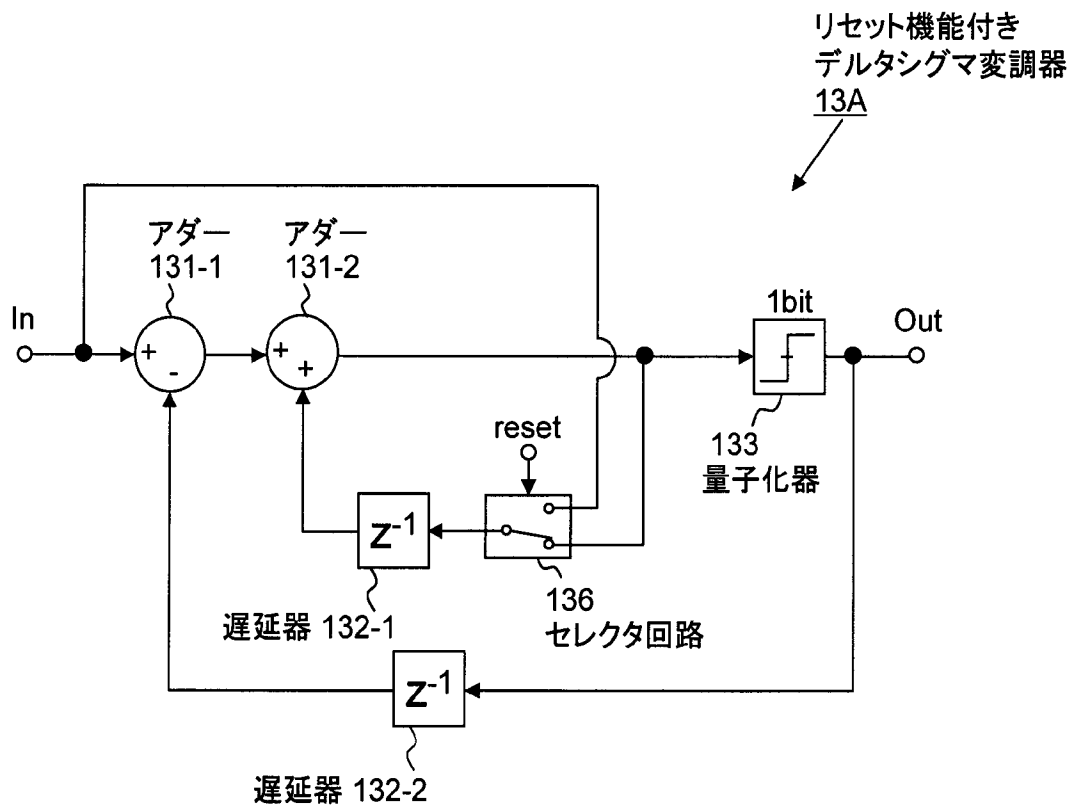 リセット機能付き
デルタシグマ変調器
13A
アダー
131-1
アダー
131-2
In
+
-
+
+
1bit
Out
133
量子化器
reset
z-1
136
セレクタ回路
遅延器 132-1
z-1
遅延器 132-2